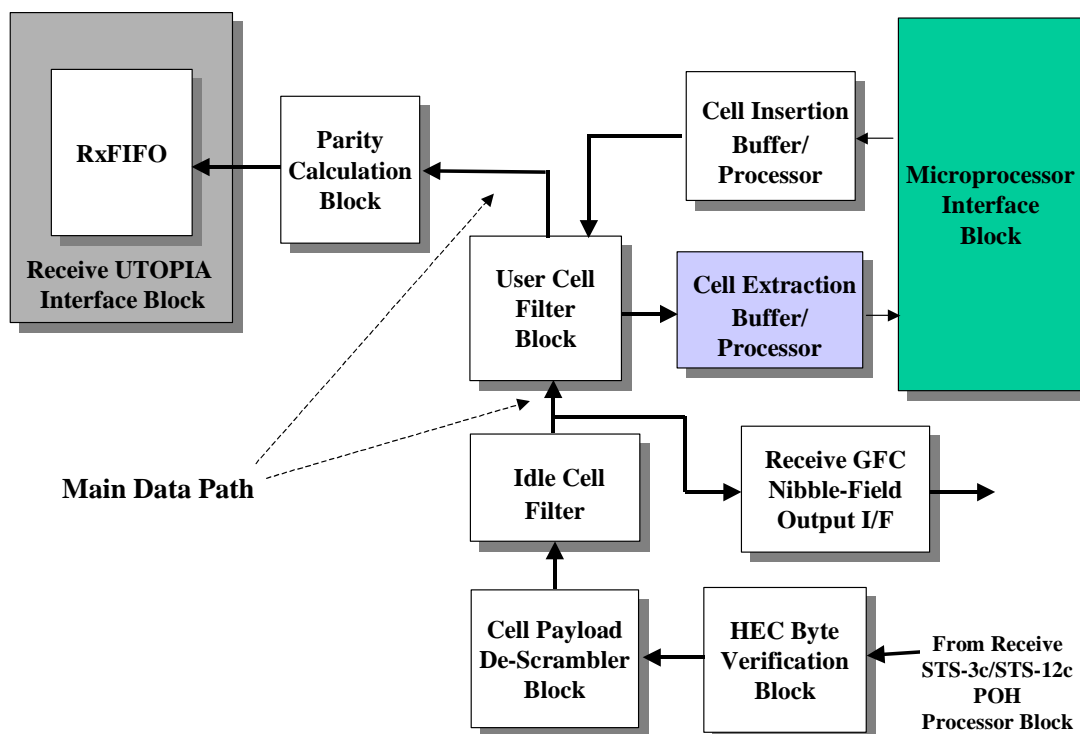 RxFIFO
Receive UTOPIA
Interface Block
Parity
Calculation
Block
Cell Insertion
Buffer/
Processor
Microprocessor
Interface
Block
User Cell
Filter
Block
Cell Extraction
Buffer/
Processor
Main Data Path
Idle Cell
Filter
Receive GFC
Nibble-Field
Output I/F
Cell Payload
De-Scrambler
Block
HEC Byte
Verification
Block
From Receive
STS-3c/STS-12c
POH
Processor Block